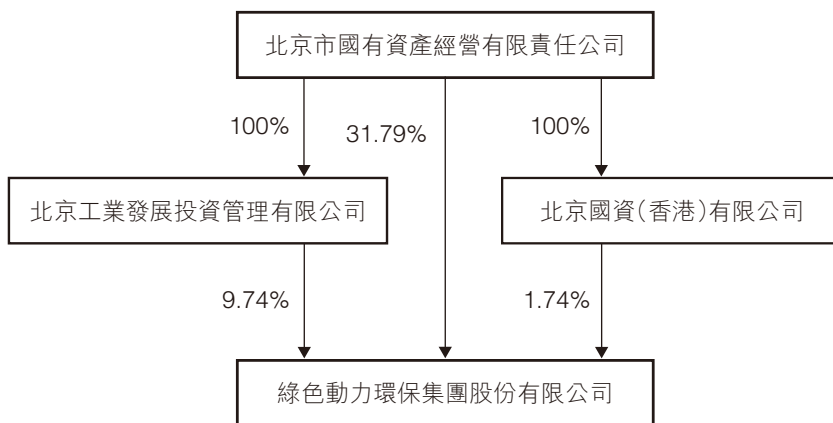 北京市國有資產經營有限責任公司
100%
31.79%
100%
北京工業發展投資管理有限公司
北京國資(香港)有限公司
9.74%
1.74%
綠色動力環保集團股份有限公司